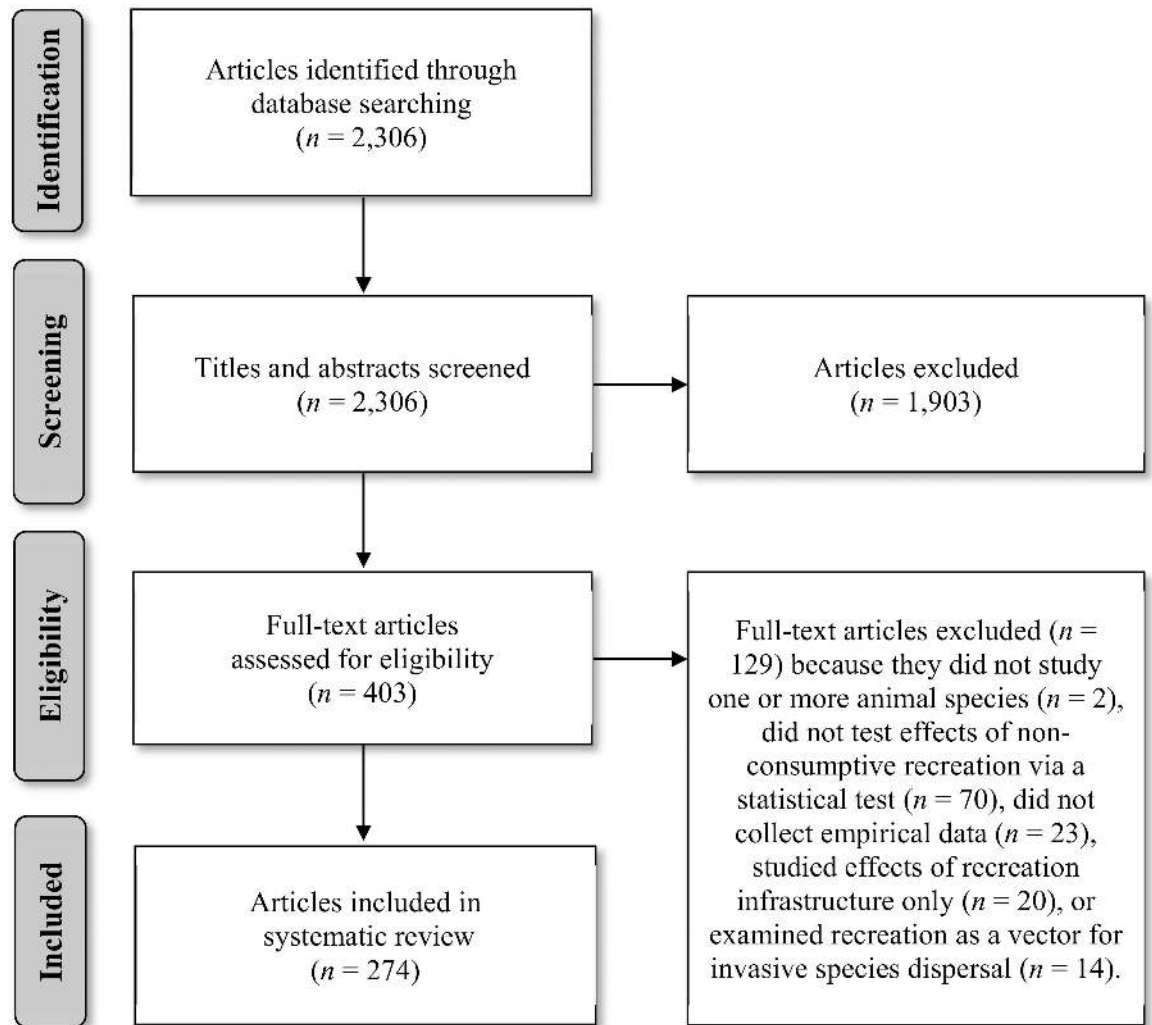 Identification
Articles identified through
database searching
(n = 2,306)
Screening
Titles and abstracts screened
(n = 2,306)
Articles excluded
(n = 1,903)
Eligibility
Full-text articles
assessed for eligibility
(n = 403)
Full-text articles excluded (n =
129) because they did not study
one or more animal species (n = 2),
did not test effects of non-
consumptive recreation via a
statistical test (n = 70), did not
collect empirical data (n = 23),
studied effects of recreation
infrastructure only (n = 20), or
examined recreation as a vector for
invasive species dispersal (n = 14).
Included
Articles included in
systematic review
(n = 274)